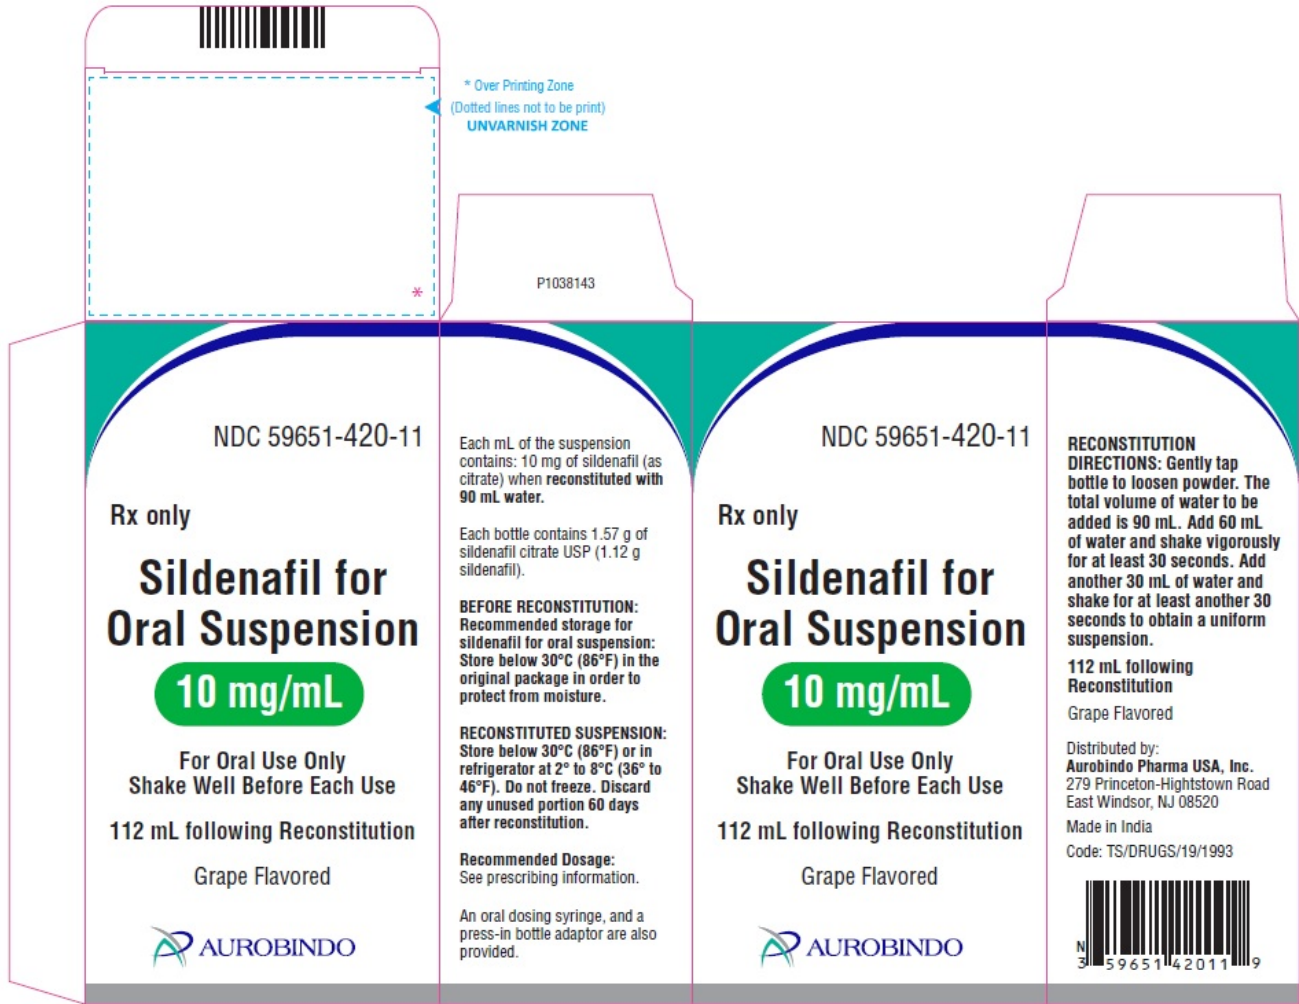 * Over Printing Zone
(Dotted lines not to be print)
UNVARNISH ZONE
*
P1038143
NDC 59651-420-11
Rx only
Sildenafil for
Oral Suspension
10 mg/mL
For Oral Use Only
Shake Well Before Each Use
112 mL following Reconstitution
Grape Flavored
AUROBINDO
Each mL of the suspension
contains: 10 mg of sildenafil (as
citrate) when reconstituted with
90 mL water.
Each bottle contains 1.57 g of
sildenafil citrate USP (1.12 g
sildenafil).
BEFORE RECONSTITUTION:
Recommended storage for
sildenafil for oral suspension:
Store below 30°C (86°F) in the
original package in order to
protect from moisture.
RECONSTITUTED SUSPENSION:
Store below 30°C (86°F) or in
refrigerator at 2° to 8°C (36° to
46°F). Do not freeze. Discard
any unused portion 60 days
after reconstitution.
Recommended Dosage:
See prescribing information.
An oral dosing syringe, and a
press-in bottle adaptor are also
provided.
NDC 59651-420-11
Rx only
Sildenafil for
Oral Suspension
10 mg/mL
For Oral Use Only
Shake Well Before Each Use
112 mL following Reconstitution
Grape Flavored
AUROBINDO
RECONSTITUTION
DIRECTIONS: Gently tap
bottle to loosen powder. The
total volume of water to be
added is 90 mL. Add 60 mL
of water and shake vigorously
for at least 30 seconds. Add
another 30 mL of water and
shake for at least another 30
seconds to obtain a uniform
suspension.
112 mL following
Reconstitution
Grape Flavored
Distributed by:
Aurobindo Pharma USA, Inc.
279 Princeton-Hightstown Road
East Windsor, NJ 08520
Made in India
Code: TS/DRUGS/19/1993
N
3 59651 42011 9